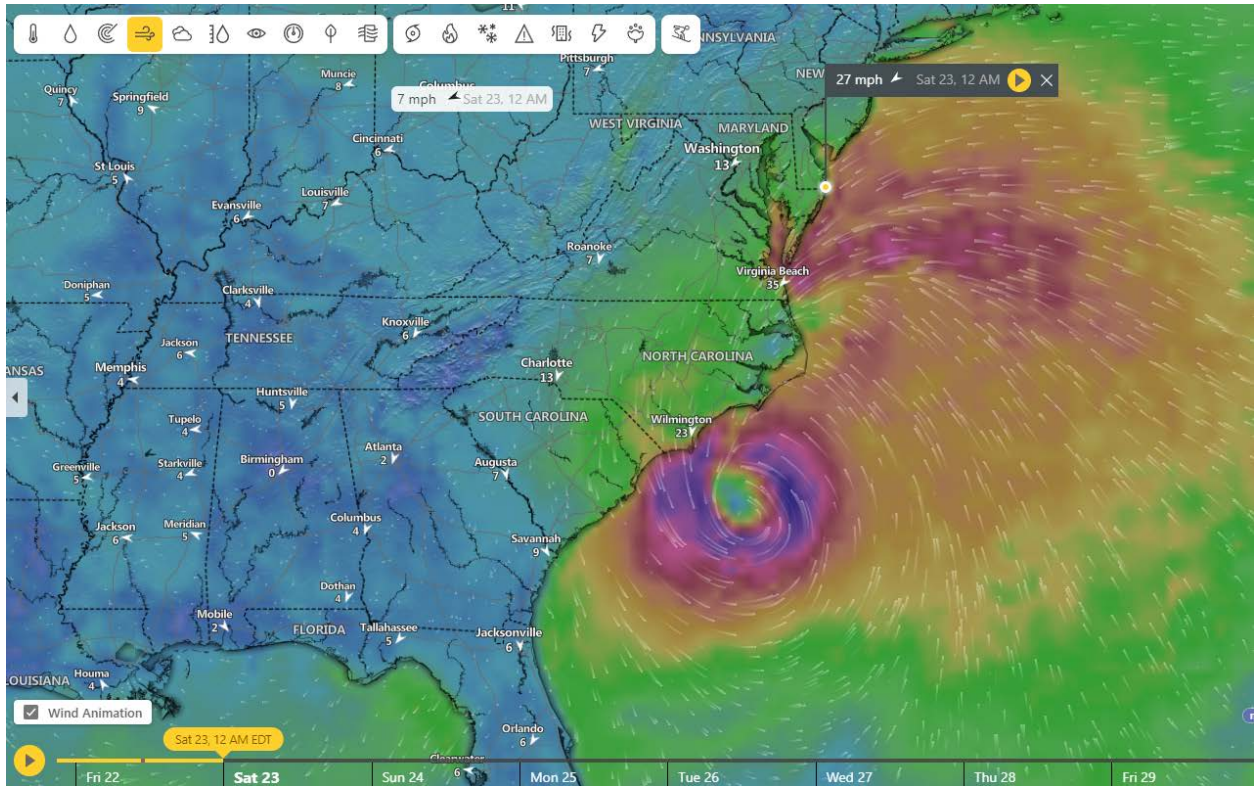 11
NNSYLVANIA
Pittsburgh
7
NEW
27 mph Sat 23, 12 AM
Muncie
8
Columbus
7 mph Sat 23, 12 AM
Quincy
7
Springfield
9
WEST VIRGINIA
MARYLAND
Washington
13
Cincinnati
6
St Louis
5
Louisville
7
Evansville
6
Roanoke
7
Virginia Beach
35
Doniphan
5
Clarksville
4
Knoxville
6
TENNESSEE
Jackson
6
NORTH CAROLINA
Charlotte
13
ANSAS
Memphis
4
Huntsville
5
SOUTH CAROLINA
Wilmington
23
Tupelo
4
Atlanta
2
Birmingham
0
Starkville
4
Greenville
5
Augusta
7
Columbus
4
Jackson
6
Meridian
5
Savannah
9
Dothan
4
Mobile
2
FLORIDA
Tallahassee
5
Jacksonville
6
LOUISIANA
Houma
4
Wind Animation
Orlando
6
Sat 23, 12 AM EDT
Clearwater
6
Fri 22
Sat 23
Sun 24
Mon 25
Tue 26
Wed 27
Thu 28
Fri 29